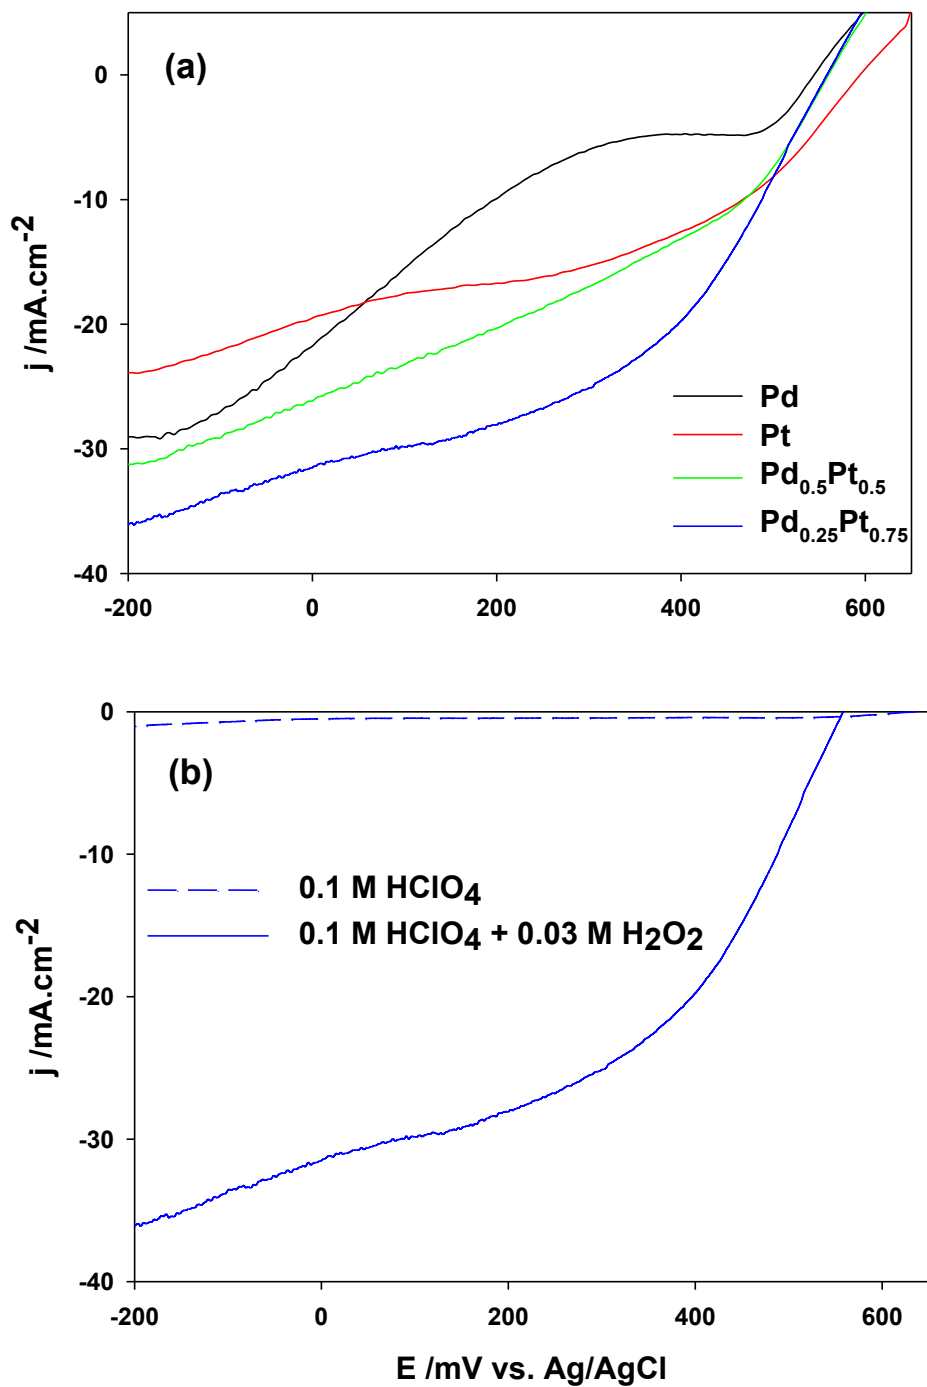 (a)
0
-10
-20
-30
-40
j /mA.cm-2
Pd
Pt
Pd0.5Pt0.5
Pd0.25Pt0.75
-200 0 200 400 600
(b)
0
-10
-20
-30
-40
j /mA.cm-2
0.1 M HClO4
0.1 M HClO4 + 0.03 M H2O2
-200 0 200 400 600
E /mV vs. Ag/AgCl